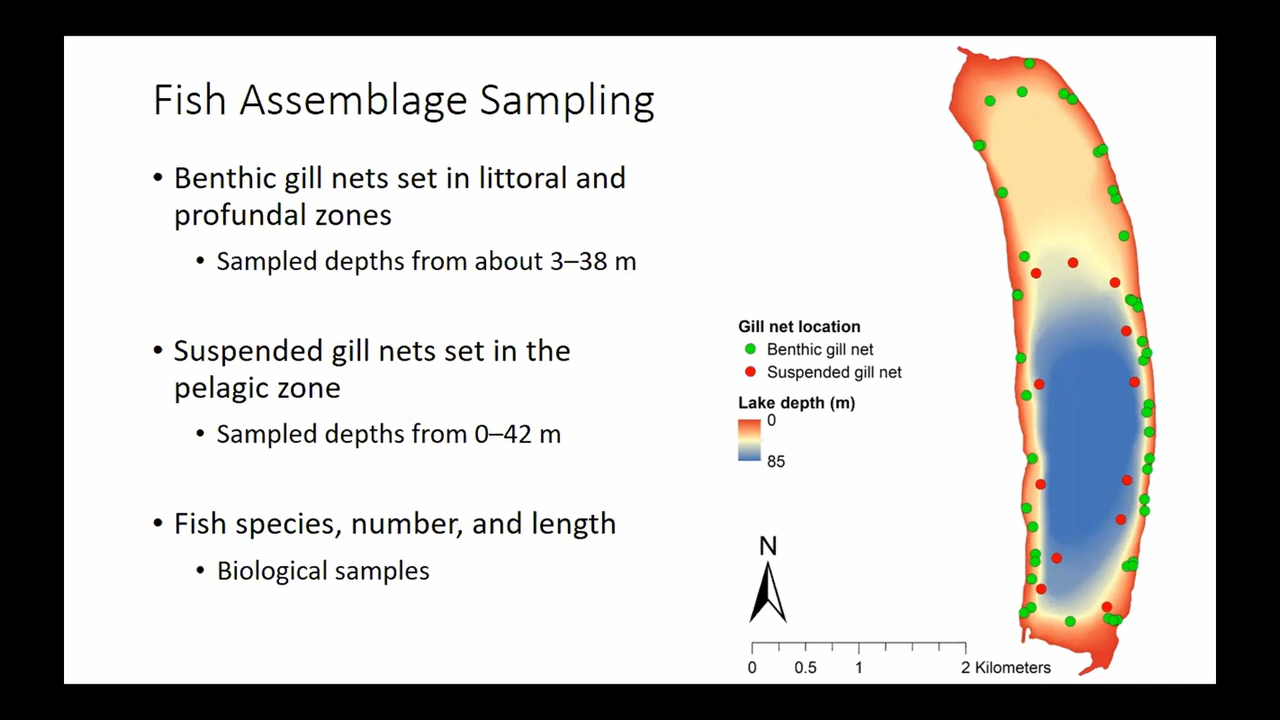 Fish Assemblage Sampling
• Benthic gill nets set in littoral and
profundal zones
• Sampled depths from about 3–38 m
• Suspended gill nets set in the
pelagic zone
• Sampled depths from 0–42 m
• Fish species, number, and length
• Biological samples
Gill net location
Benthic gill net
Suspended gill net
Lake depth (m)
0
85
N
0 0.5 1 2 Kilometers